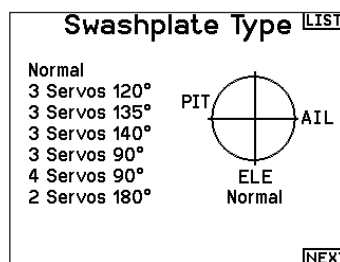 Swashplate Type
LIST
Normal
3 Servos 120°
3 Servos 135°
3 Servos 140°
3 Servos 90°
4 Servos 90°
2 Servos 180°
PIT
AIL
ELE
Normal
NEXT